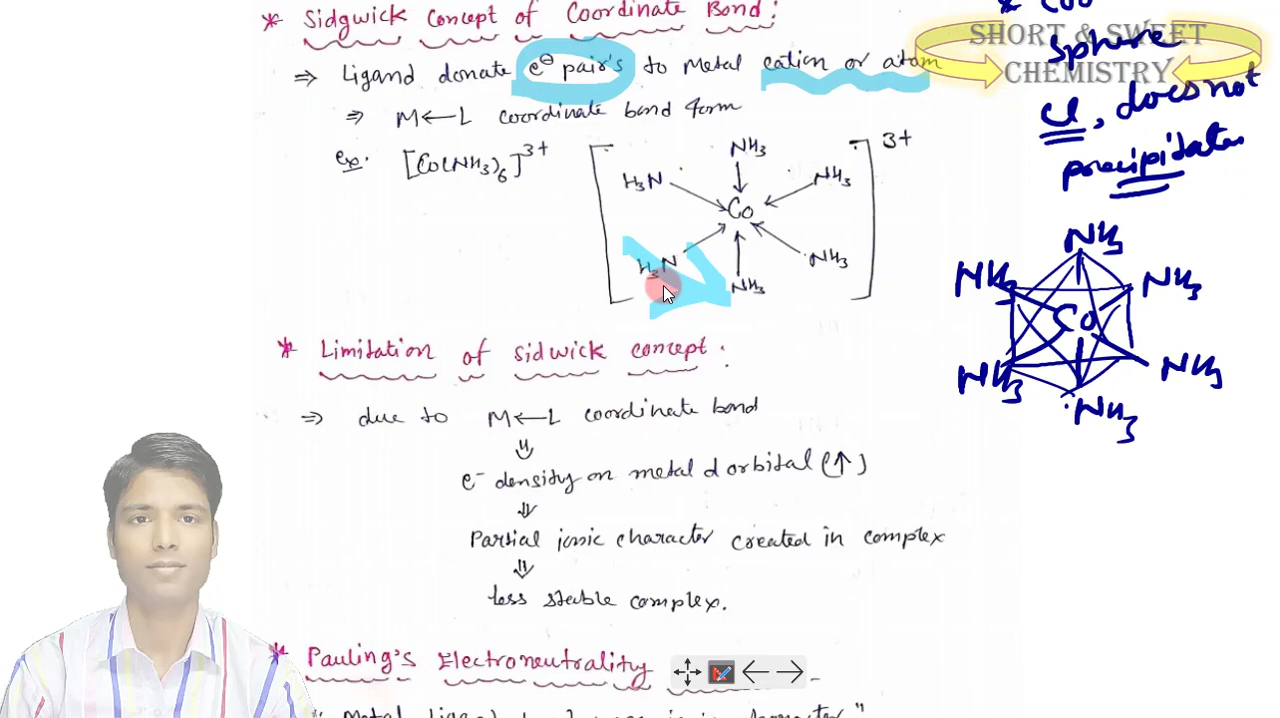 * Sidgwick Concept of Coordinate Bond:
⇒ Ligand donate e⊖ pair's to Metal cation or atom
⇒ M←L coordinate bond form
ex. [Co(NH3)6]3+
NH3
3+
H3N
NH3
Co
H3N
NH3
NH3
* Limitation of sidwick concept:
⇒ due to M←L coordinate bond
⇓
e- density on metal d orbital (↑)
⇓
Partial ionic character created in complex
⇓
less stable complex.
* Pauling's Electroneutrality
SHORT & SWEET
CHEMISTRY
Sphere
Cl, does not
precipitate
NH3
NH3
NH3
Co
NH3
NH3
NH3